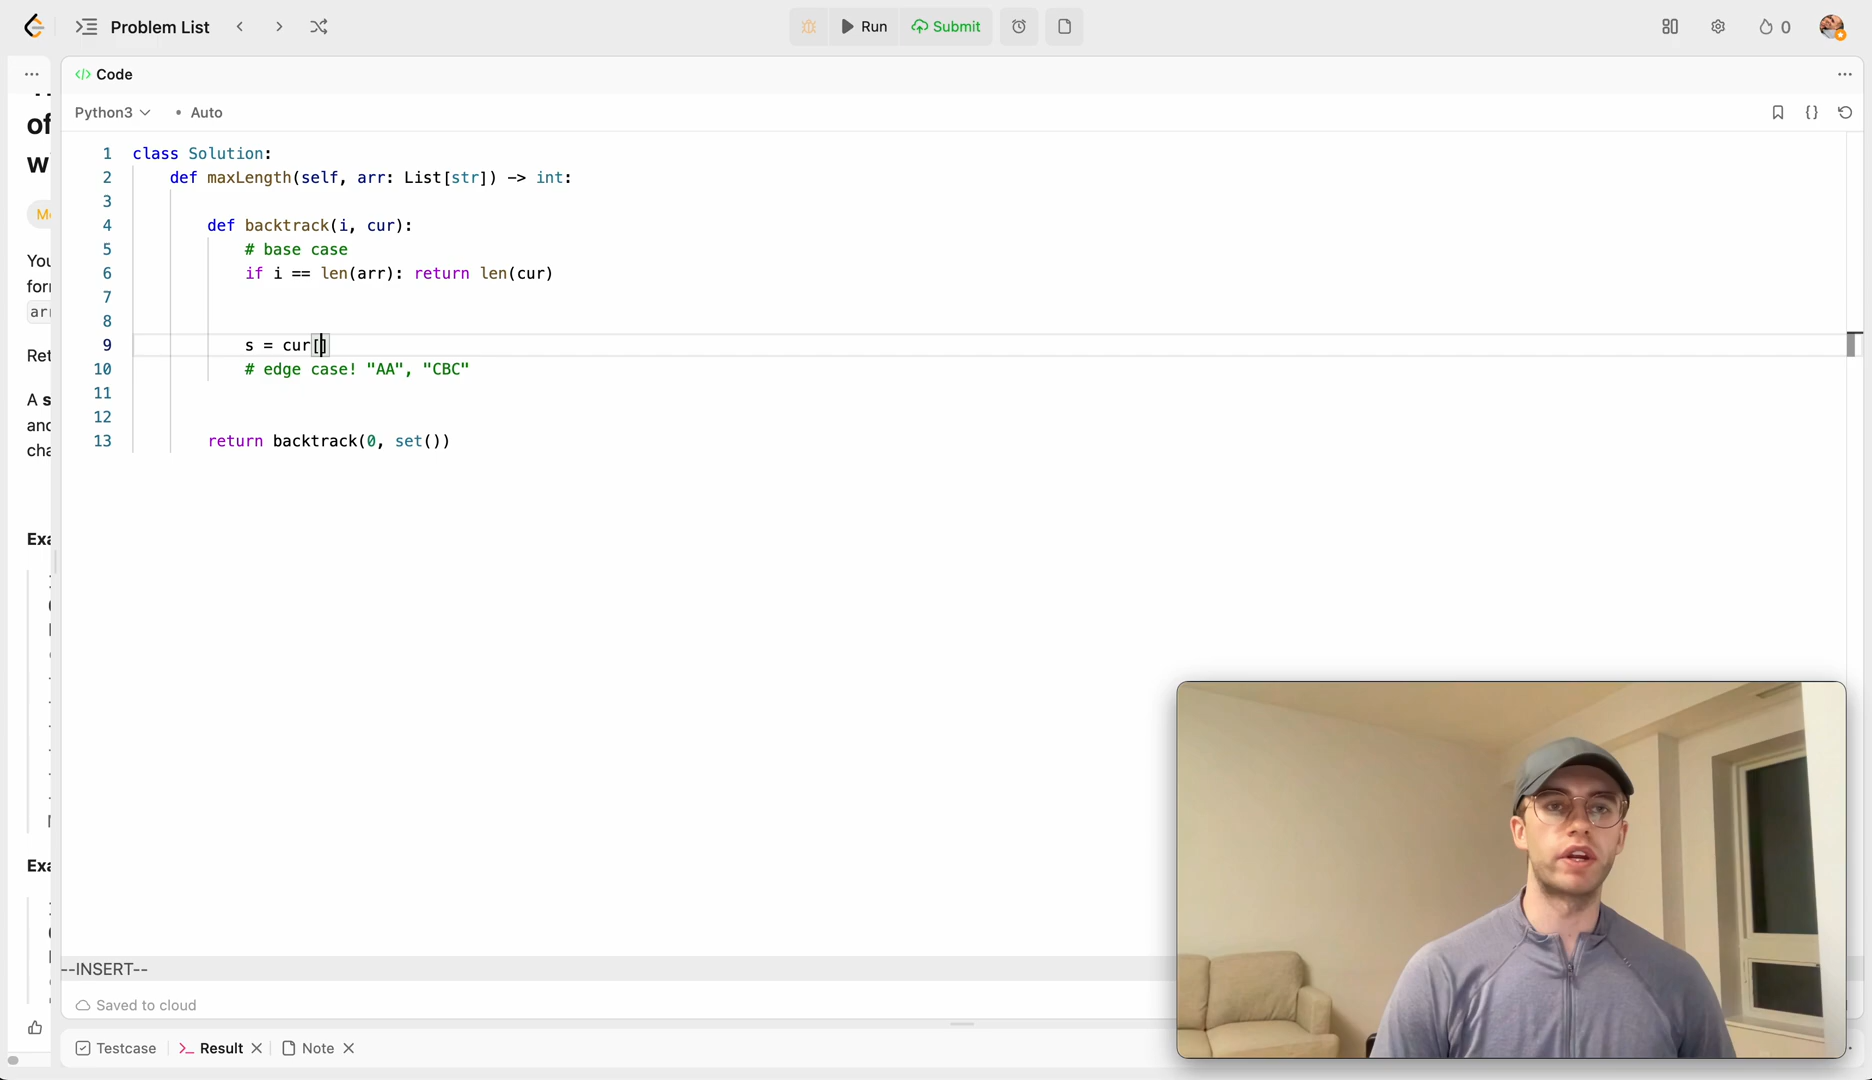 Problem List
Run
Submit
0
of
Code
Python3
Auto
1 class Solution:
2 def maxLength(self, arr: List[str]) -> int:
3
4 def backtrack(i, cur):
5 # base case
6 if i == len(arr): return len(cur)
7
8
9 s = cur[]
10 # edge case! "AA", "CBC"
11
12
13 return backtrack(0, set())
You
for
arr
Ret
A s
and
cha
Exa
Exa
--INSERT--
Saved to cloud
Testcase
>_ Result
Note